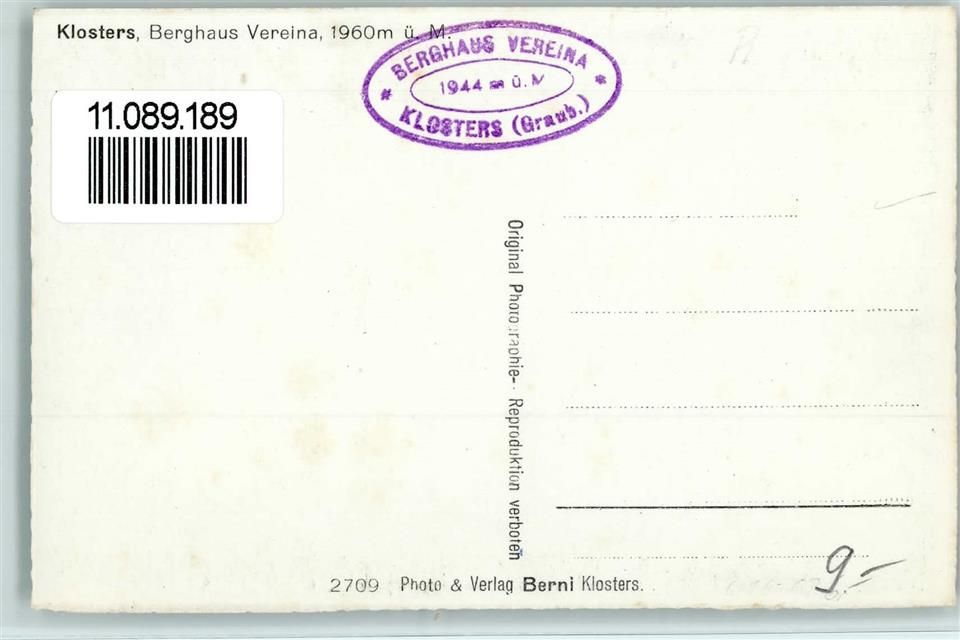 Klosters, Berghaus Vereina, 1960m ü. M.
BERGHAUS VEREINA
1944 m ü. M
* KLOSTERS (Graub.) *
11.089.189
Original Photographie- Reproduktion verboten
9.-
2709 Photo & Verlag Berni Klosters.